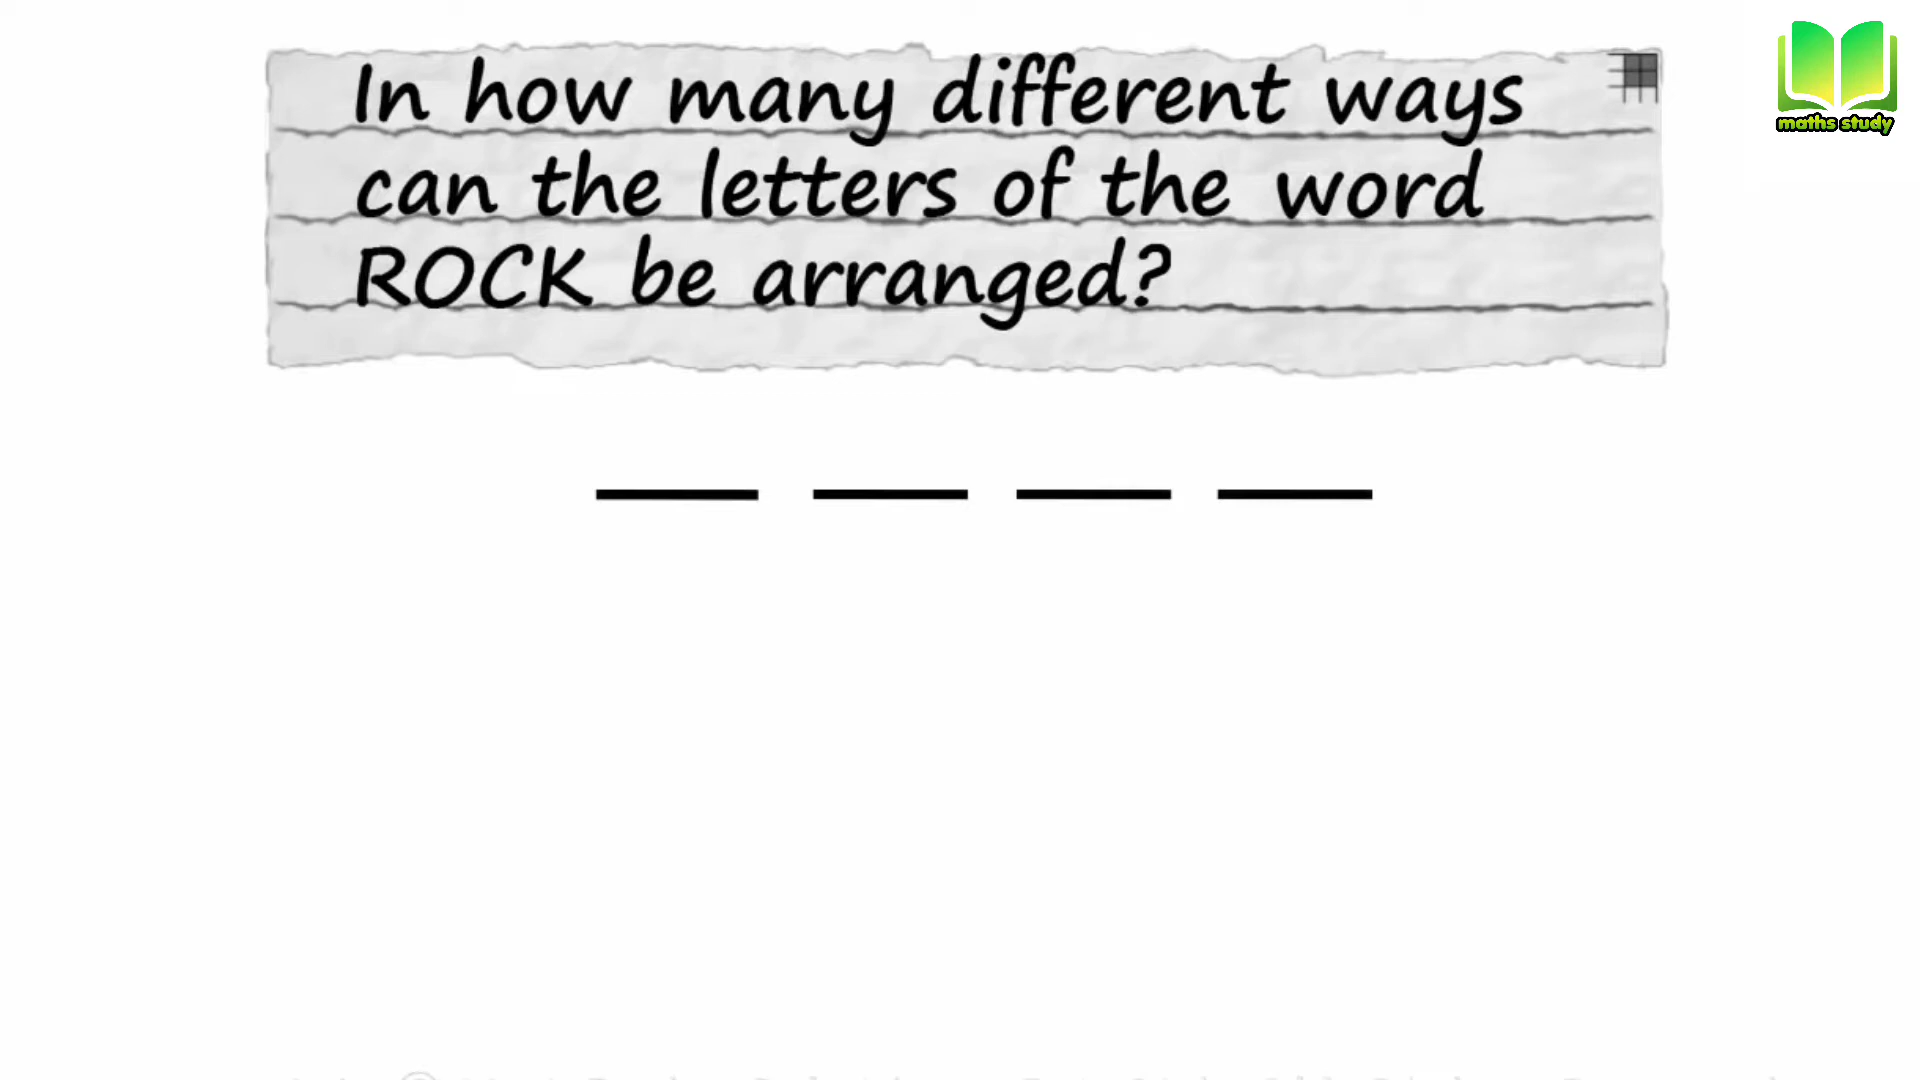 In how many different ways
can the letters of the word
ROCK be arranged?
maths study